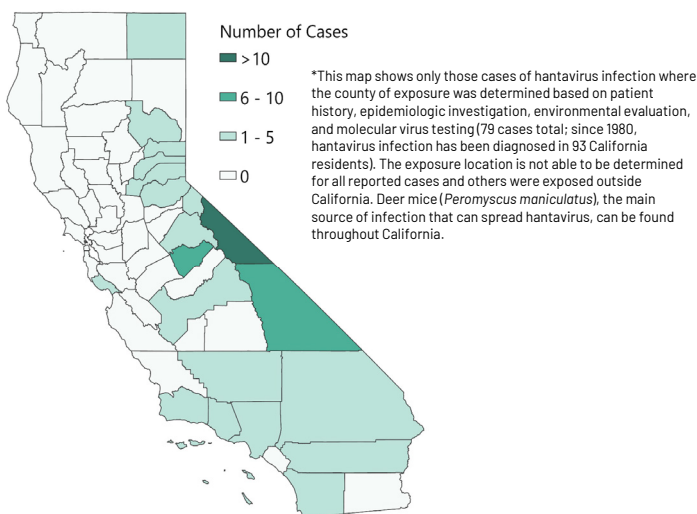 Number of Cases
>10
6 - 10
1 - 5
0
*This map shows only those cases of hantavirus infection where
the county of exposure was determined based on patient
history, epidemiologic investigation, environmental evaluation,
and molecular virus testing (79 cases total; since 1980,
hantavirus infection has been diagnosed in 93 California
residents). The exposure location is not able to be determined
for all reported cases and others were exposed outside
California. Deer mice (Peromyscus maniculatus), the main
source of infection that can spread hantavirus, can be found
throughout California.